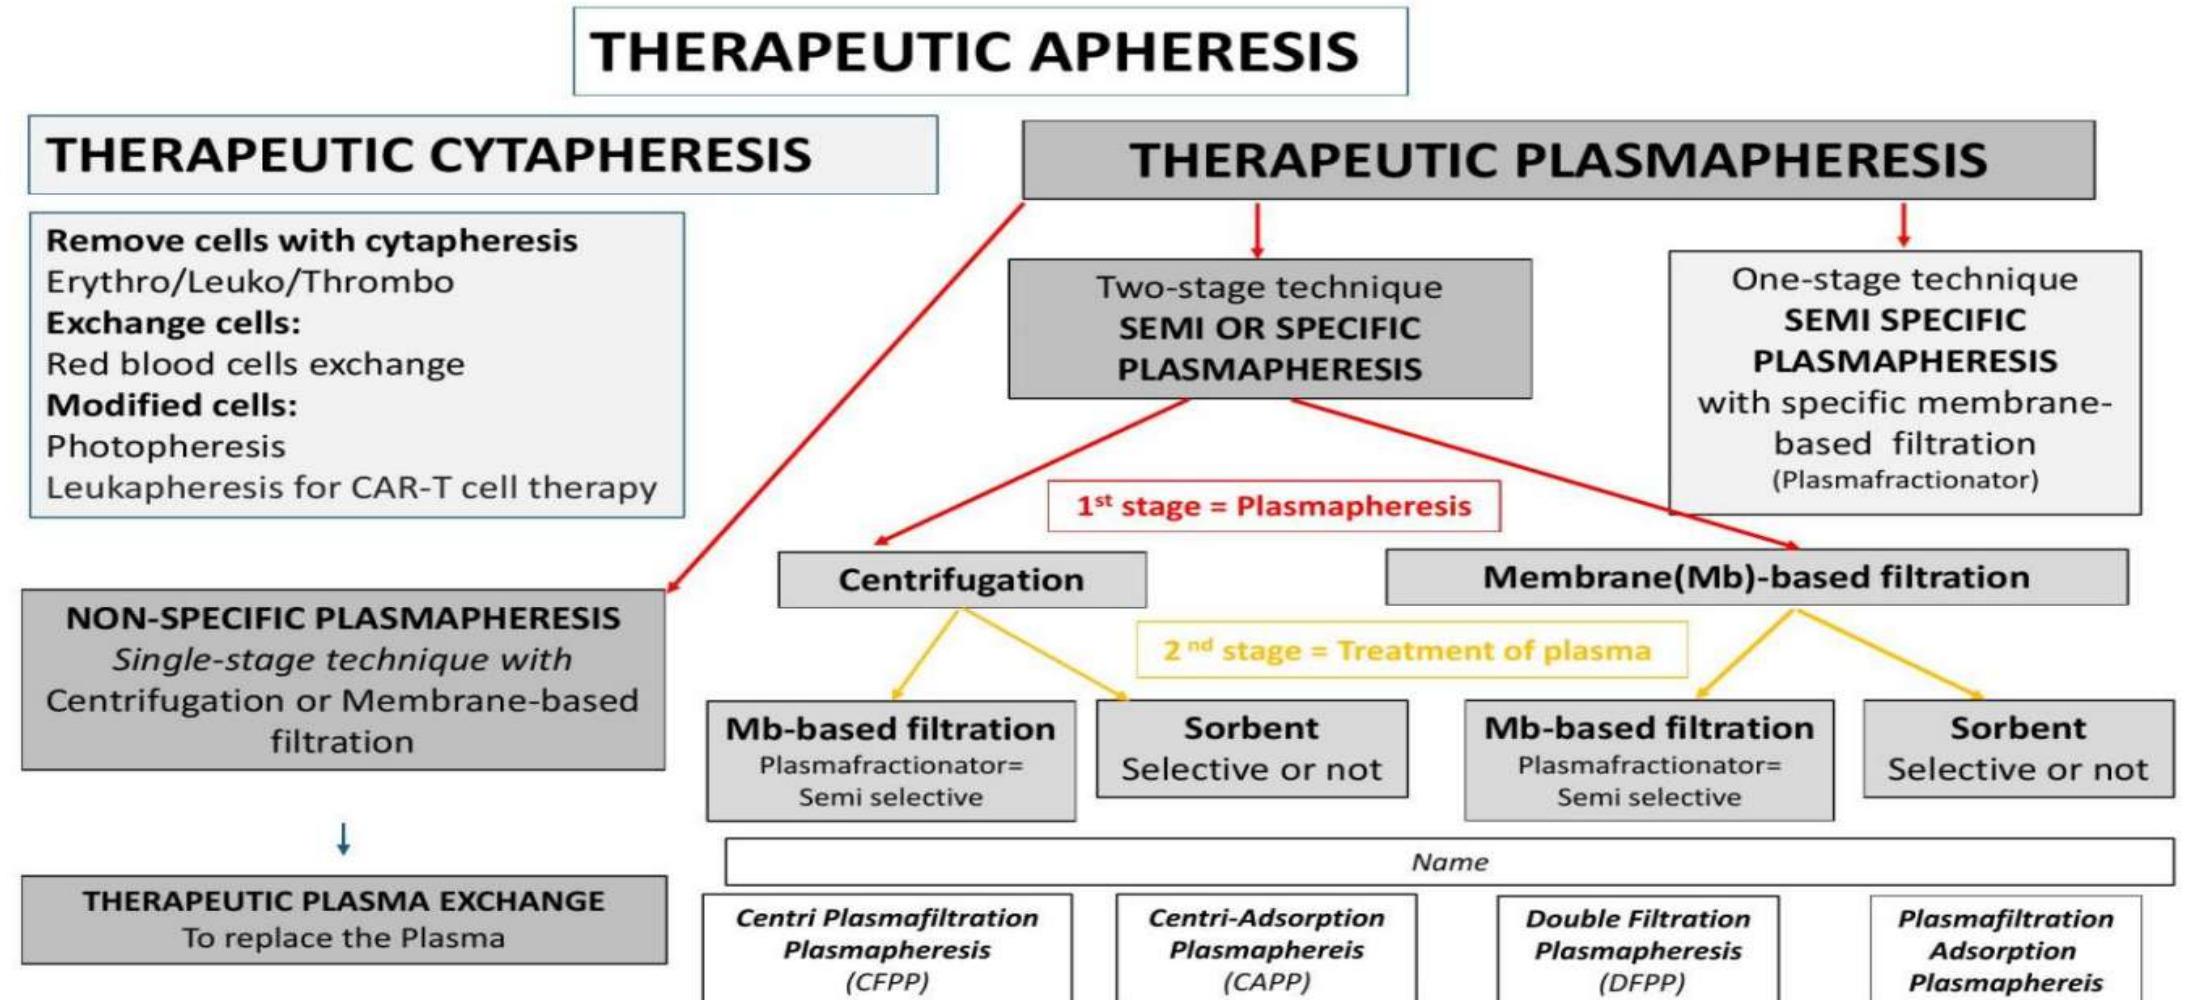 THERAPEUTIC APHERESIS
THERAPEUTIC CYTAPHERESIS
Remove cells with cytapheresis
Erythro/Leuko/Thrombo
Exchange cells:
Red blood cells exchange
Modified cells:
Photopheresis
Leukapheresis for CAR-T cell therapy
THERAPEUTIC PLASMAPHERESIS
Two-stage technique
SEMI OR SPECIFIC
PLASMAPHERESIS
One-stage technique
SEMI SPECIFIC
PLASMAPHERESIS
with specific membrane-
based filtration
(Plasmafractionator)
1st stage = Plasmapheresis
Centrifugation
Membrane(Mb)-based filtration
NON-SPECIFIC PLASMAPHERESIS
Single-stage technique with
Centrifugation or Membrane-based
filtration
2 nd stage = Treatment of plasma
Mb-based filtration
Plasmafractionator=
Semi selective
Sorbent
Selective or not
Mb-based filtration
Plasmafractionator=
Semi selective
Sorbent
Selective or not
THERAPEUTIC PLASMA EXCHANGE
To replace the Plasma
Name
Centri Plasmafiltration
Plasmapheresis
(CFPP)
Centri-Adsorption
Plasmaphereis
(CAPP)
Double Filtration
Plasmapheresis
(DFPP)
Plasmafiltration
Adsorption
Plasmaphereis